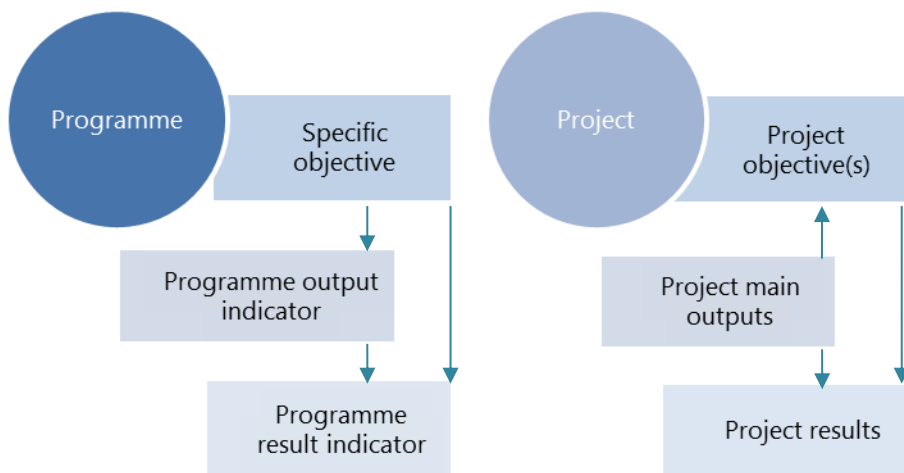 Programme
Specific
objective
Programme output
indicator
Programme
result indicator
Project
Project
objective(s)
Project main
outputs
Project results